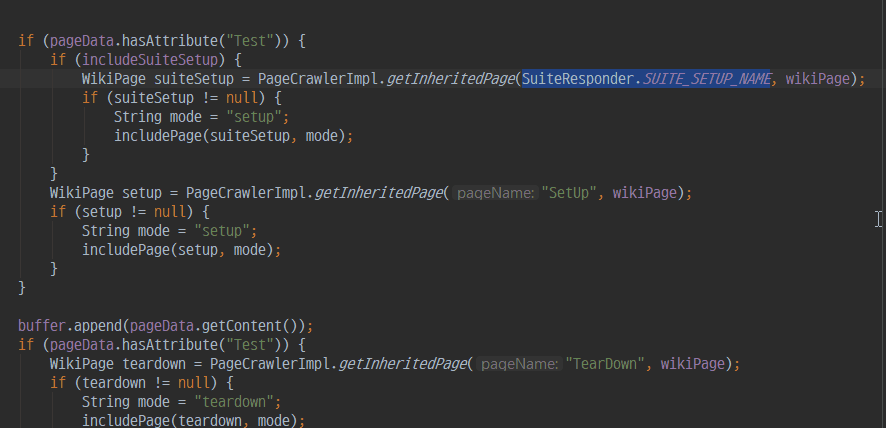 if (pageData.hasAttribute("Test")) {
if (includeSuiteSetup) {
WikiPage suiteSetup = PageCrawlerImpl.getInheritedPage(SuiteResponder.SUITE_SETUP_NAME, wikiPage);
if (suiteSetup != null) {
String mode = "setup";
includePage(suiteSetup, mode);
}
}
WikiPage setup = PageCrawlerImpl.getInheritedPage( pageName: "SetUp", wikiPage);
if (setup != null) {
String mode = "setup";
includePage(setup, mode);
}
}
buffer.append(pageData.getContent());
if (pageData.hasAttribute("Test")) {
WikiPage teardown = PageCrawlerImpl.getInheritedPage( pageName: "TearDown", wikiPage);
if (teardown != null) {
String mode = "teardown";
includePage(teardown, mode);